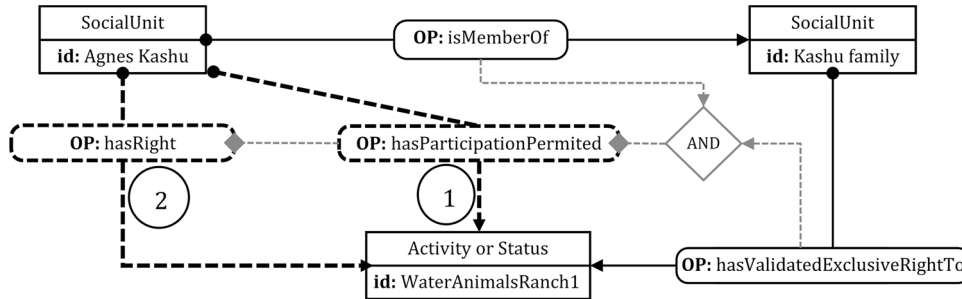 SocialUnit
id: Agnes Kashu
OP: isMemberOf
SocialUnit
id: Kashu family
OP: hasRight
OP: hasParticipationPermited
AND
2
1
Activity or Status
id: WaterAnimalsRanch1
OP: hasValidatedExclusiveRightTo